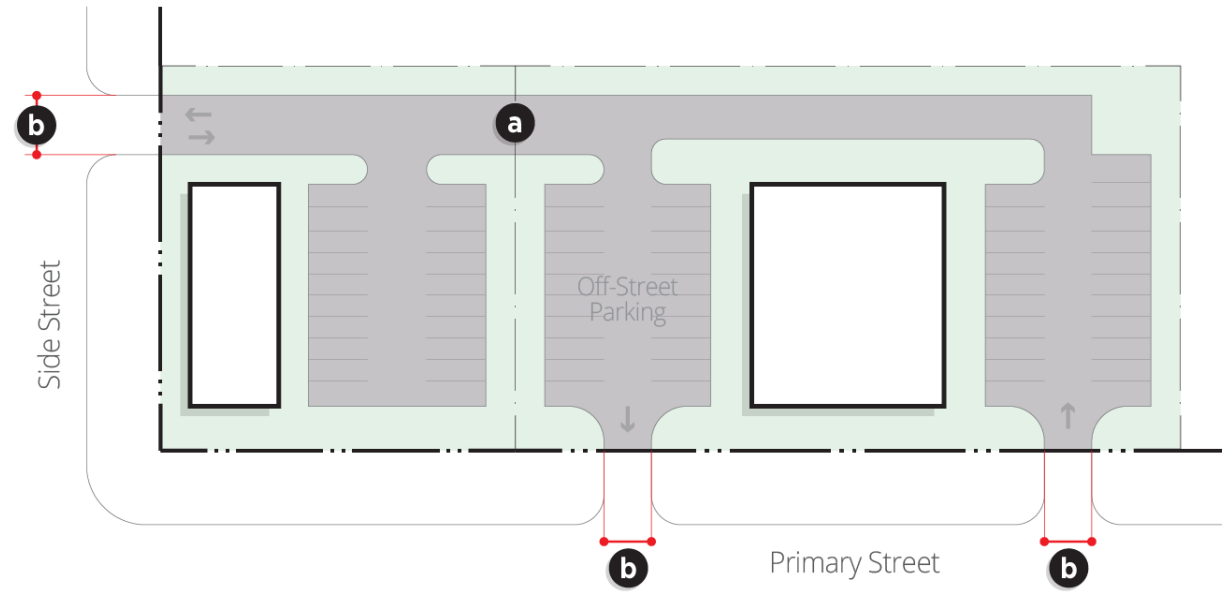 b
a
Side Street
Off-Street
Parking
b
b
Primary Street